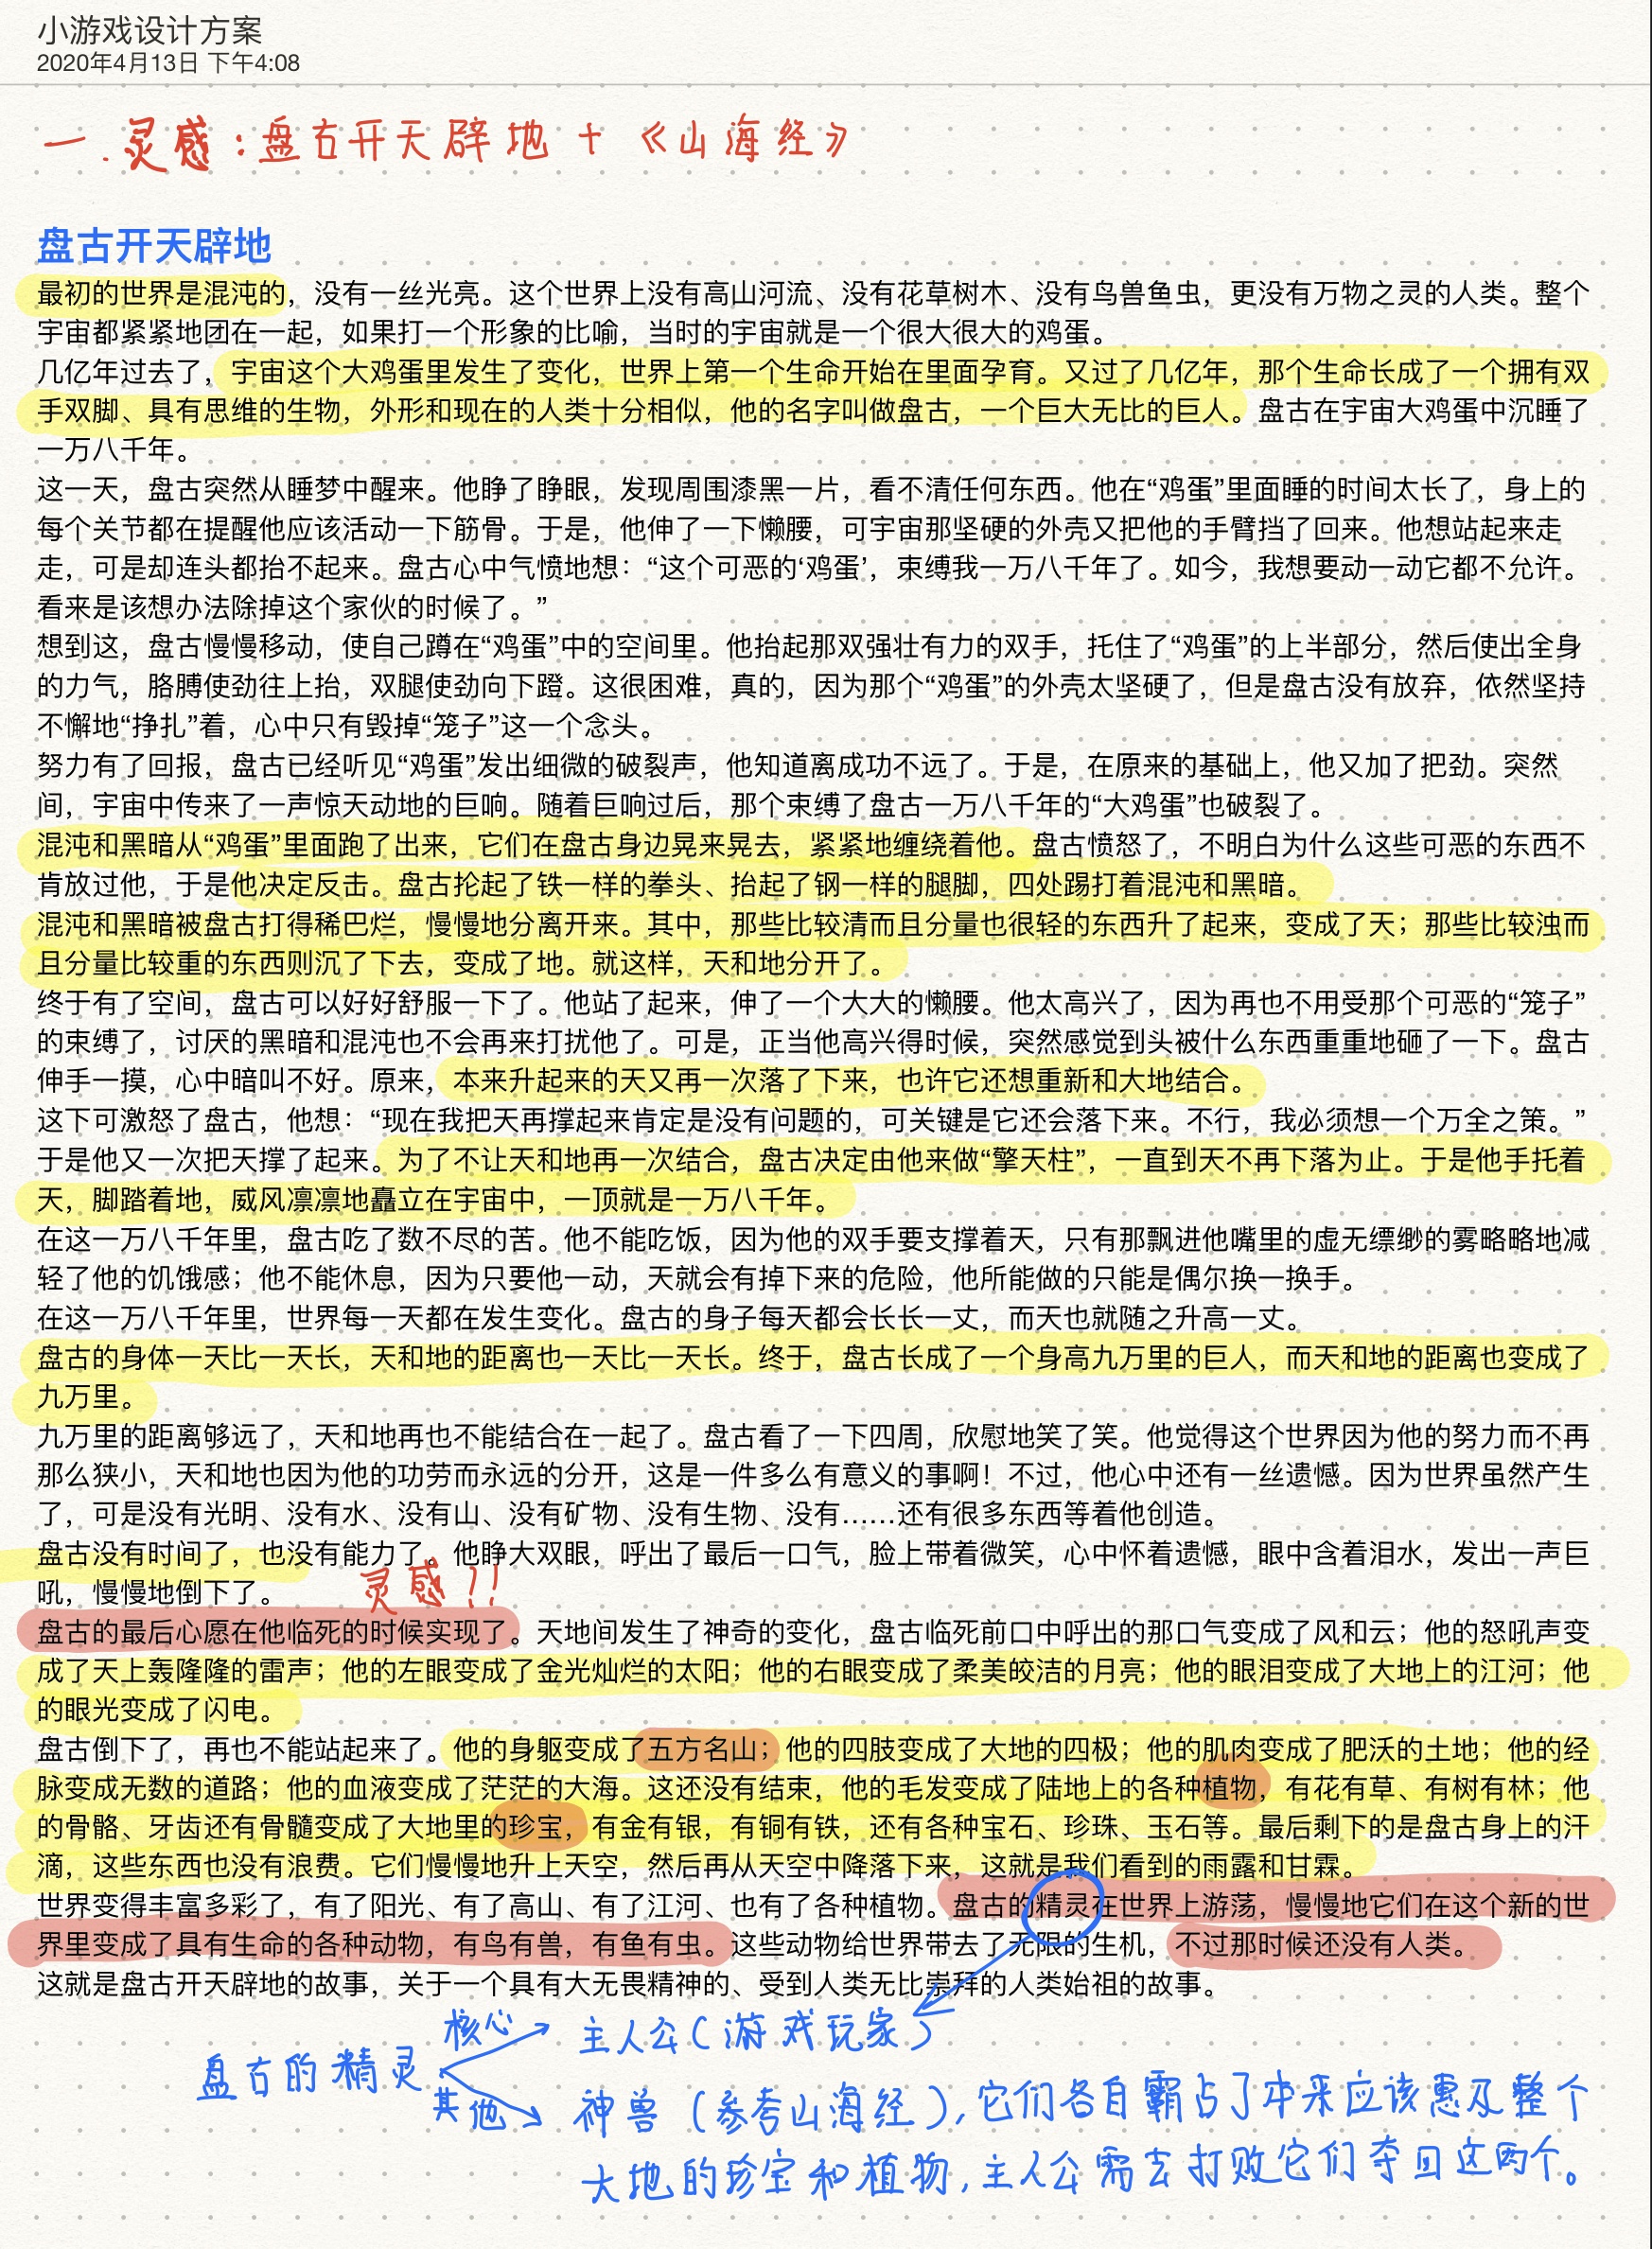 小游戏设计方案
2020年4月13日 下午4:08
一.灵感:盘古开天辟地+《山海经》
盘古开天辟地
最初的世界是混沌的，没有一丝光亮。这个世界上没有高山河流、没有花草树木、没有鸟兽鱼虫，更没有万物之灵的人类。整个
宇宙都紧紧地团在一起，如果打一个形象的比喻，当时的宇宙就是一个很大很大的鸡蛋。
几亿年过去了，宇宙这个大鸡蛋里发生了变化，世界上第一个生命开始在里面孕育。又过了几亿年，那个生命长成了一个拥有双
手双脚、具有思维的生物，外形和现在的人类十分相似，他的名字叫做盘古，一个巨大无比的巨人。盘古在宇宙大鸡蛋中沉睡了
一万八千年。
这一天，盘古突然从睡梦中醒来。他睁了睁眼，发现周围漆黑一片，看不清任何东西。他在“鸡蛋”里面睡的时间太长了，身上的
每个关节都在提醒他应该活动一下筋骨。于是，他伸了一下懒腰，可宇宙那坚硬的外壳又把他的手臂挡了回来。他想站起来走
走，可是却连头都抬不起来。盘古心中气愤地想：“这个可恶的‘鸡蛋’，束缚我一万八千年了。如今，我想要动一动它都不允许。
看来是该想办法除掉这个家伙的时候了。”
想到这，盘古慢慢移动，使自己蹲在“鸡蛋”中的空间里。他抬起那双强壮有力的双手，托住了“鸡蛋”的上半部分，然后使出全身
的力气，胳膊使劲往上抬，双腿使劲向下蹬。这很困难，真的，因为那个“鸡蛋”的外壳太坚硬了，但是盘古没有放弃，依然坚持
不懈地“挣扎”着，心中只有毁掉“笼子”这一个念头。
努力有了回报，盘古已经听见“鸡蛋”发出细微的破裂声，他知道离成功不远了。于是，在原来的基础上，他又加了把劲。突然
间，宇宙中传来了一声惊天动地的巨响。随着巨响过后，那个束缚了盘古一万八千年的“大鸡蛋”也破裂了。
混沌和黑暗从“鸡蛋”里面跑了出来，它们在盘古身边晃来晃去，紧紧地缠绕着他。盘古愤怒了，不明白为什么这些可恶的东西不
肯放过他，于是他决定反击。盘古抡起了铁一样的拳头、抬起了钢一样的腿脚，四处踢打着混沌和黑暗。
混沌和黑暗被盘古打得稀巴烂，慢慢地分离开来。其中，那些比较清而且分量也很轻的东西升了起来，变成了天；那些比较浊而
且分量比较重的东西则沉了下去，变成了地。就这样，天和地分开了。
终于有了空间，盘古可以好好舒服一下了。他站了起来，伸了一个大大的懒腰。他太高兴了，因为再也不用受那个可恶的“笼子”
的束缚了，讨厌的黑暗和混沌也不会再来打扰他了。可是，正当他高兴得时候，突然感觉到头被什么东西重重地砸了一下。盘古
伸手一摸，心中暗叫不好。原来，本来升起来的天又再一次落了下来，也许它还想重新和大地结合。
这下可激怒了盘古，他想：“现在我把天再撑起来肯定是没有问题的，可关键是它还会落下来。不行，我必须想一个万全之策。”
于是他又一次把天撑了起来。为了不让天和地再一次结合，盘古决定由他来做“擎天柱”，一直到天不再下落为止。于是他手托着
天，脚踏着地，威风凛凛地矗立在宇宙中，一顶就是一万八千年。
在这一万八千年里，盘古吃了数不尽的苦。他不能吃饭，因为他的双手要支撑着天，只有那飘进他嘴里的虚无缥缈的雾略略地减
轻了他的饥饿感；他不能休息，因为只要他一动，天就会有掉下来的危险，他所能做的只能是偶尔换一换手。
在这一万八千年里，世界每一天都在发生变化。盘古的身子每天都会长长一丈，而天也就随之升高一丈。
盘古的身体一天比一天长，天和地的距离也一天比一天长。终于，盘古长成了一个身高九万里的巨人，而天和地的距离也变成了
九万里。
九万里的距离够远了，天和地再也不能结合在一起了。盘古看了一下四周，欣慰地笑了笑。他觉得这个世界因为他的努力而不再
那么狭小，天和地也因为他的功劳而永远的分开，这是一件多么有意义的事啊！不过，他心中还有一丝遗憾。因为世界虽然产生
了，可是没有光明、没有水、没有山、没有矿物、没有生物、没有……还有很多东西等着他创造。
盘古没有时间了，也没有能力了。他睁大双眼，呼出了最后一口气，脸上带着微笑，心中怀着遗憾，眼中含着泪水，发出一声巨
吼，慢慢地倒下了。
灵感!!
盘古的最后心愿在他临死的时候实现了。天地间发生了神奇的变化，盘古临死前口中呼出的那口气变成了风和云；他的怒吼声变
成了天上轰隆隆的雷声；他的左眼变成了金光灿烂的太阳；他的右眼变成了柔美皎洁的月亮；他的眼泪变成了大地上的江河；他
的眼光变成了闪电。
盘古倒下了，再也不能站起来了。他的身躯变成了五方名山；他的四肢变成了大地的四极；他的肌肉变成了肥沃的土地；他的经
脉变成无数的道路；他的血液变成了茫茫的大海。这还没有结束，他的毛发变成了陆地上的各种植物，有花有草、有树有林；他
的骨骼、牙齿还有骨髓变成了大地里的珍宝，有金有银，有铜有铁，还有各种宝石、珍珠、玉石等。最后剩下的是盘古身上的汗
滴，这些东西也没有浪费。它们慢慢地升上天空，然后再从天空中降落下来，这就是我们看到的雨露和甘霖。
世界变得丰富多彩了，有了阳光、有了高山、有了江河、也有了各种植物。盘古的精灵在世界上游荡，慢慢地它们在这个新的世
界里变成了具有生命的各种动物，有鸟有兽，有鱼有虫。这些动物给世界带去了无限的生机，不过那时候还没有人类。
这就是盘古开天辟地的故事，关于一个具有大无畏精神的、受到人类无比崇拜的人类始祖的故事。
核心 主人公(游戏玩家)
盘古的精灵
其他 神兽(参考山海经),它们各自霸占了本来应该惠及整个
大地的珍宝和植物,主人公需去打败它们夺回这两个。